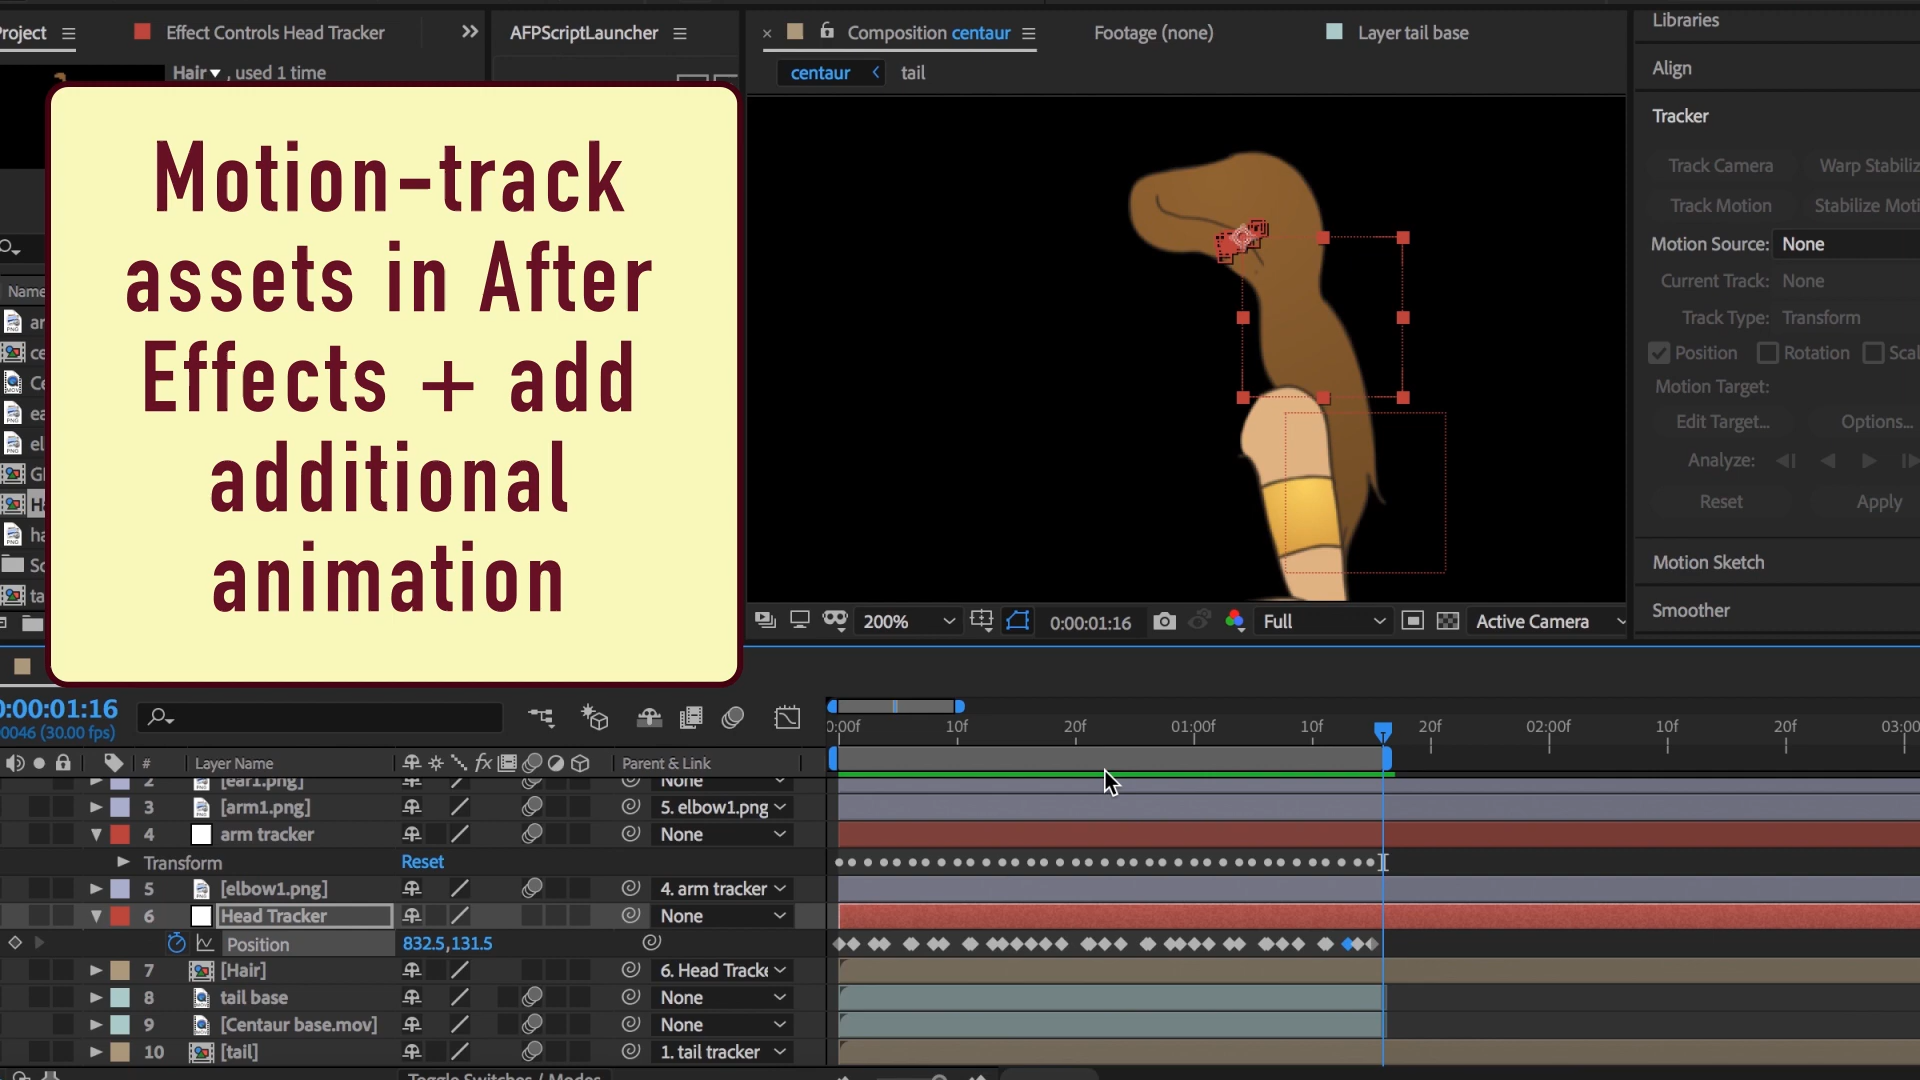 Project
Effect Controls Head Tracker
AFPScriptLauncher
Composition centaur
Footage (none)
Layer tail base
Libraries
Hair , used 1 time
centaur
tail
Align
Tracker
Motion-track
assets in After
Effects + add
additional
animation
Track Camera
Warp Stabiliz
Track Motion
Stabilize Moti
Motion Source: None
Current Track: None
Track Type: Transform
Position Rotation Scal
Motion Target:
Edit Target... Options...
Analyze:
Reset Apply
Motion Sketch
Smoother
Name
ar
ce
Ce
ea
el
Gl
Ha
ha
Sc
ta
200%
0:00:01:16
Full
Active Camera
0:00:01:16
0046 (30.00 fps)
0:00f 10f 20f 01:00f 10f 20f 02:00f 10f 20f 03:00
# Layer Name fx Parent & Link
2 [ear1.png] None
3 [arm1.png] 5. elbow1.png
4 arm tracker None
Transform Reset
5 [elbow1.png] 4. arm tracker
6 Head Tracker None
Position 832.5,131.5
7 [Hair] 6. Head Tracke
8 tail base None
9 [Centaur base.mov] None
10 [tail] 1. tail tracker
Toggle Switches / Modes